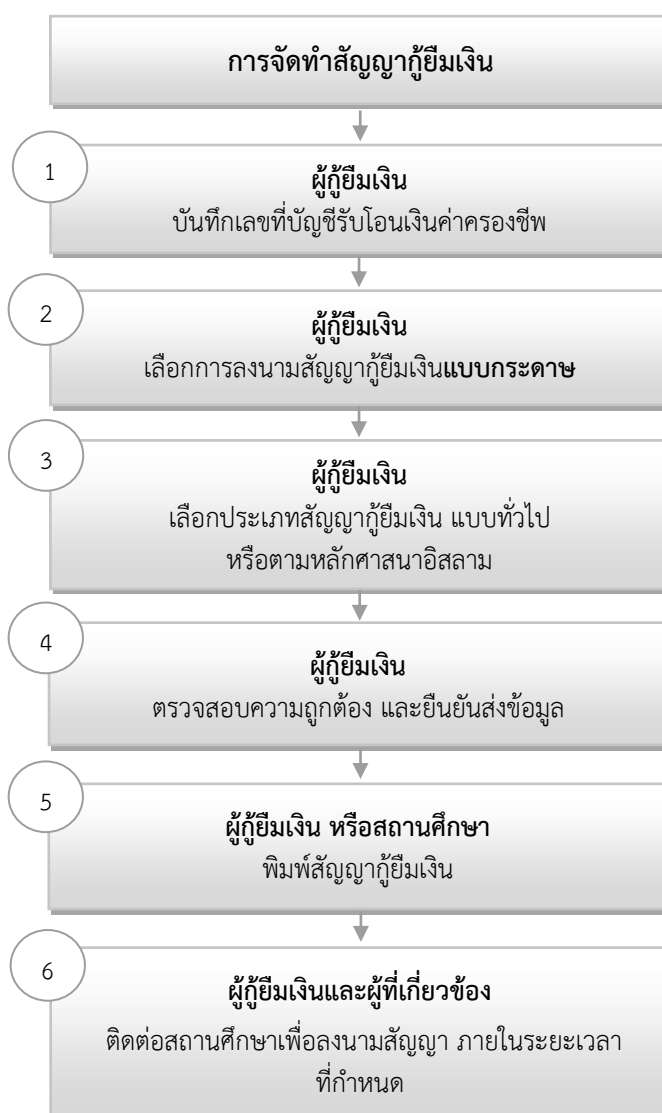 การจัดทำสัญญากู้ยืมเงิน
1
ผู้กู้ยืมเงิน
บันทึกเลขที่บัญชีรับโอนเงินค่าครองชีพ
2
ผู้กู้ยืมเงิน
เลือกการลงนามสัญญากู้ยืมเงินแบบกระดาษ
3
ผู้กู้ยืมเงิน
เลือกประเภทสัญญากู้ยืมเงิน แบบทั่วไป
หรือตามหลักศาสนาอิสลาม
4
ผู้กู้ยืมเงิน
ตรวจสอบความถูกต้อง และยืนยันส่งข้อมูล
5
ผู้กู้ยืมเงิน หรือสถานศึกษา
พิมพ์สัญญากู้ยืมเงิน
6
ผู้กู้ยืมเงินและผู้ที่เกี่ยวข้อง
ติดต่อสถานศึกษาเพื่อลงนามสัญญา ภายในระยะเวลา
ที่กำหนด